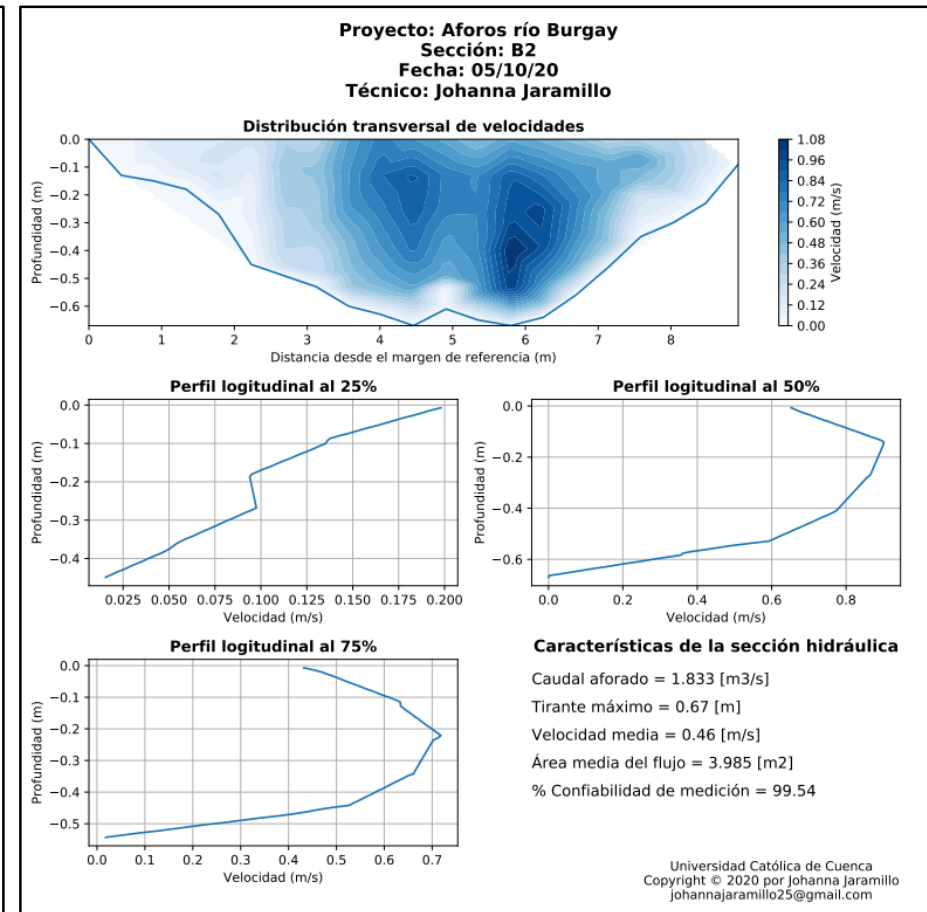 Proyecto: Aforos río Burgay
Sección: B2
Fecha: 05/10/20
Técnico: Johanna Jaramillo
Distribución transversal de velocidades
Profundidad (m)
0.0
−0.1
−0.2
−0.3
−0.4
−0.5
−0.6
0 1 2 3 4 5 6 7 8
Distancia desde el margen de referencia (m)
1.08
0.96
0.84
0.72
0.60
0.48
0.36
0.24
0.12
0.00
Velocidad (m/s)
Perfil logitudinal al 25%
Profundidad (m)
0.0
−0.1
−0.2
−0.3
−0.4
0.025 0.050 0.075 0.100 0.125 0.150 0.175 0.200
Velocidad (m/s)
Perfil logitudinal al 50%
Profundidad (m)
0.0
−0.2
−0.4
−0.6
0.0 0.2 0.4 0.6 0.8
Velocidad (m/s)
Perfil logitudinal al 75%
Profundidad (m)
0.0
−0.1
−0.2
−0.3
−0.4
−0.5
0.0 0.1 0.2 0.3 0.4 0.5 0.6 0.7
Velocidad (m/s)
Características de la sección hidráulica
Caudal aforado = 1.833 [m3/s]
Tirante máximo = 0.67 [m]
Velocidad media = 0.46 [m/s]
Área media del flujo = 3.985 [m2]
% Confiabilidad de medición = 99.54
Universidad Católica de Cuenca
Copyright © 2020 por Johanna Jaramillo
johannajaramillo25@gmail.com